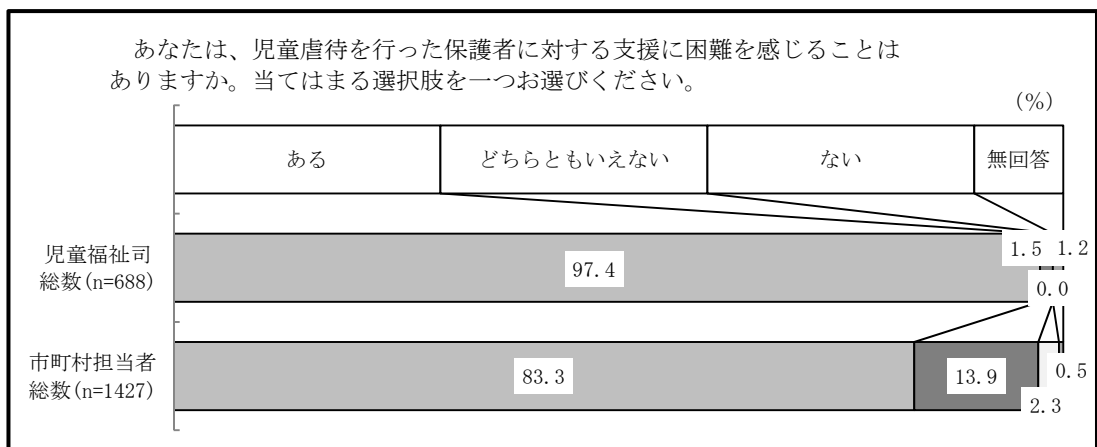 あなたは、児童虐待を行った保護者に対する支援に困難を感じることは
ありますか。当てはまる選択肢を一つお選びください。
(%)
ある
どちらともいえない
ない
無回答
児童福祉司
総数(n=688)
97.4
1.5
0.0
1.2
市町村担当者
総数(n=1427)
83.3
13.9
2.3
0.5